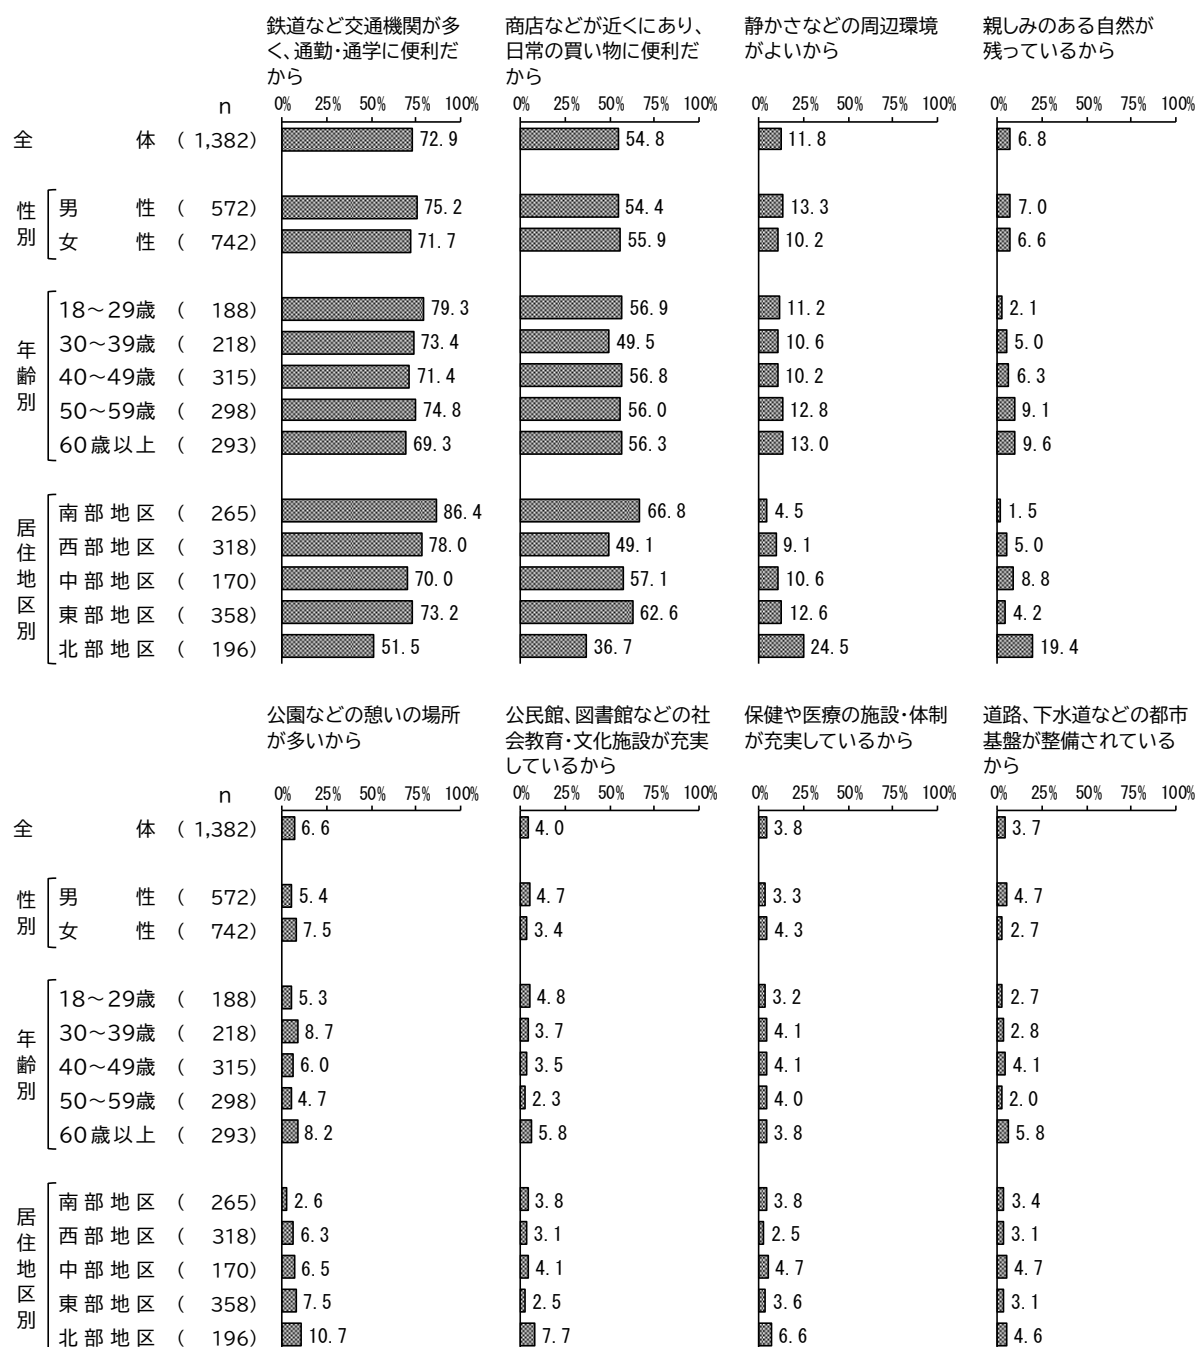 鉄道など交通機関が多
く、通勤・通学に便利だ
から
商店などが近くにあり、
日常の買い物に便利だ
から
静かさなどの周辺環境
がよいから
親しみのある自然が
残っているから
n 0% 25% 50% 75% 100% 0% 25% 50% 75% 100% 0% 25% 50% 75% 100% 0% 25% 50% 75% 100%
全体 (1,382) 72.9 54.8 11.8 6.8
性別
男性 (572) 75.2 54.4 13.3 7.0
女性 (742) 71.7 55.9 10.2 6.6
年齢別
18～29歳 (188) 79.3 56.9 11.2 2.1
30～39歳 (218) 73.4 49.5 10.6 5.0
40～49歳 (315) 71.4 56.8 10.2 6.3
50～59歳 (298) 74.8 56.0 12.8 9.1
60歳以上 (293) 69.3 56.3 13.0 9.6
居住地区別
南部地区 (265) 86.4 66.8 4.5 1.5
西部地区 (318) 78.0 49.1 9.1 5.0
中部地区 (170) 70.0 57.1 10.6 8.8
東部地区 (358) 73.2 62.6 12.6 4.2
北部地区 (196) 51.5 36.7 24.5 19.4
公園などの憩いの場所
が多いから
公民館、図書館などの社
会教育・文化施設が充実
しているから
保健や医療の施設・体制
が充実しているから
道路、下水道などの都市
基盤が整備されている
から
n 0% 25% 50% 75% 100% 0% 25% 50% 75% 100% 0% 25% 50% 75% 100% 0% 25% 50% 75% 100%
全体 (1,382) 6.6 4.0 3.8 3.7
性別
男性 (572) 5.4 4.7 3.3 4.7
女性 (742) 7.5 3.4 4.3 2.7
年齢別
18～29歳 (188) 5.3 4.8 3.2 2.7
30～39歳 (218) 8.7 3.7 4.1 2.8
40～49歳 (315) 6.0 3.5 4.1 4.1
50～59歳 (298) 4.7 2.3 4.0 2.0
60歳以上 (293) 8.2 5.8 3.8 5.8
居住地区別
南部地区 (265) 2.6 3.8 3.8 3.4
西部地区 (318) 6.3 3.1 2.5 3.1
中部地区 (170) 6.5 4.1 4.7 4.7
東部地区 (358) 7.5 2.5 3.6 3.1
北部地区 (196) 10.7 7.7 6.6 4.6